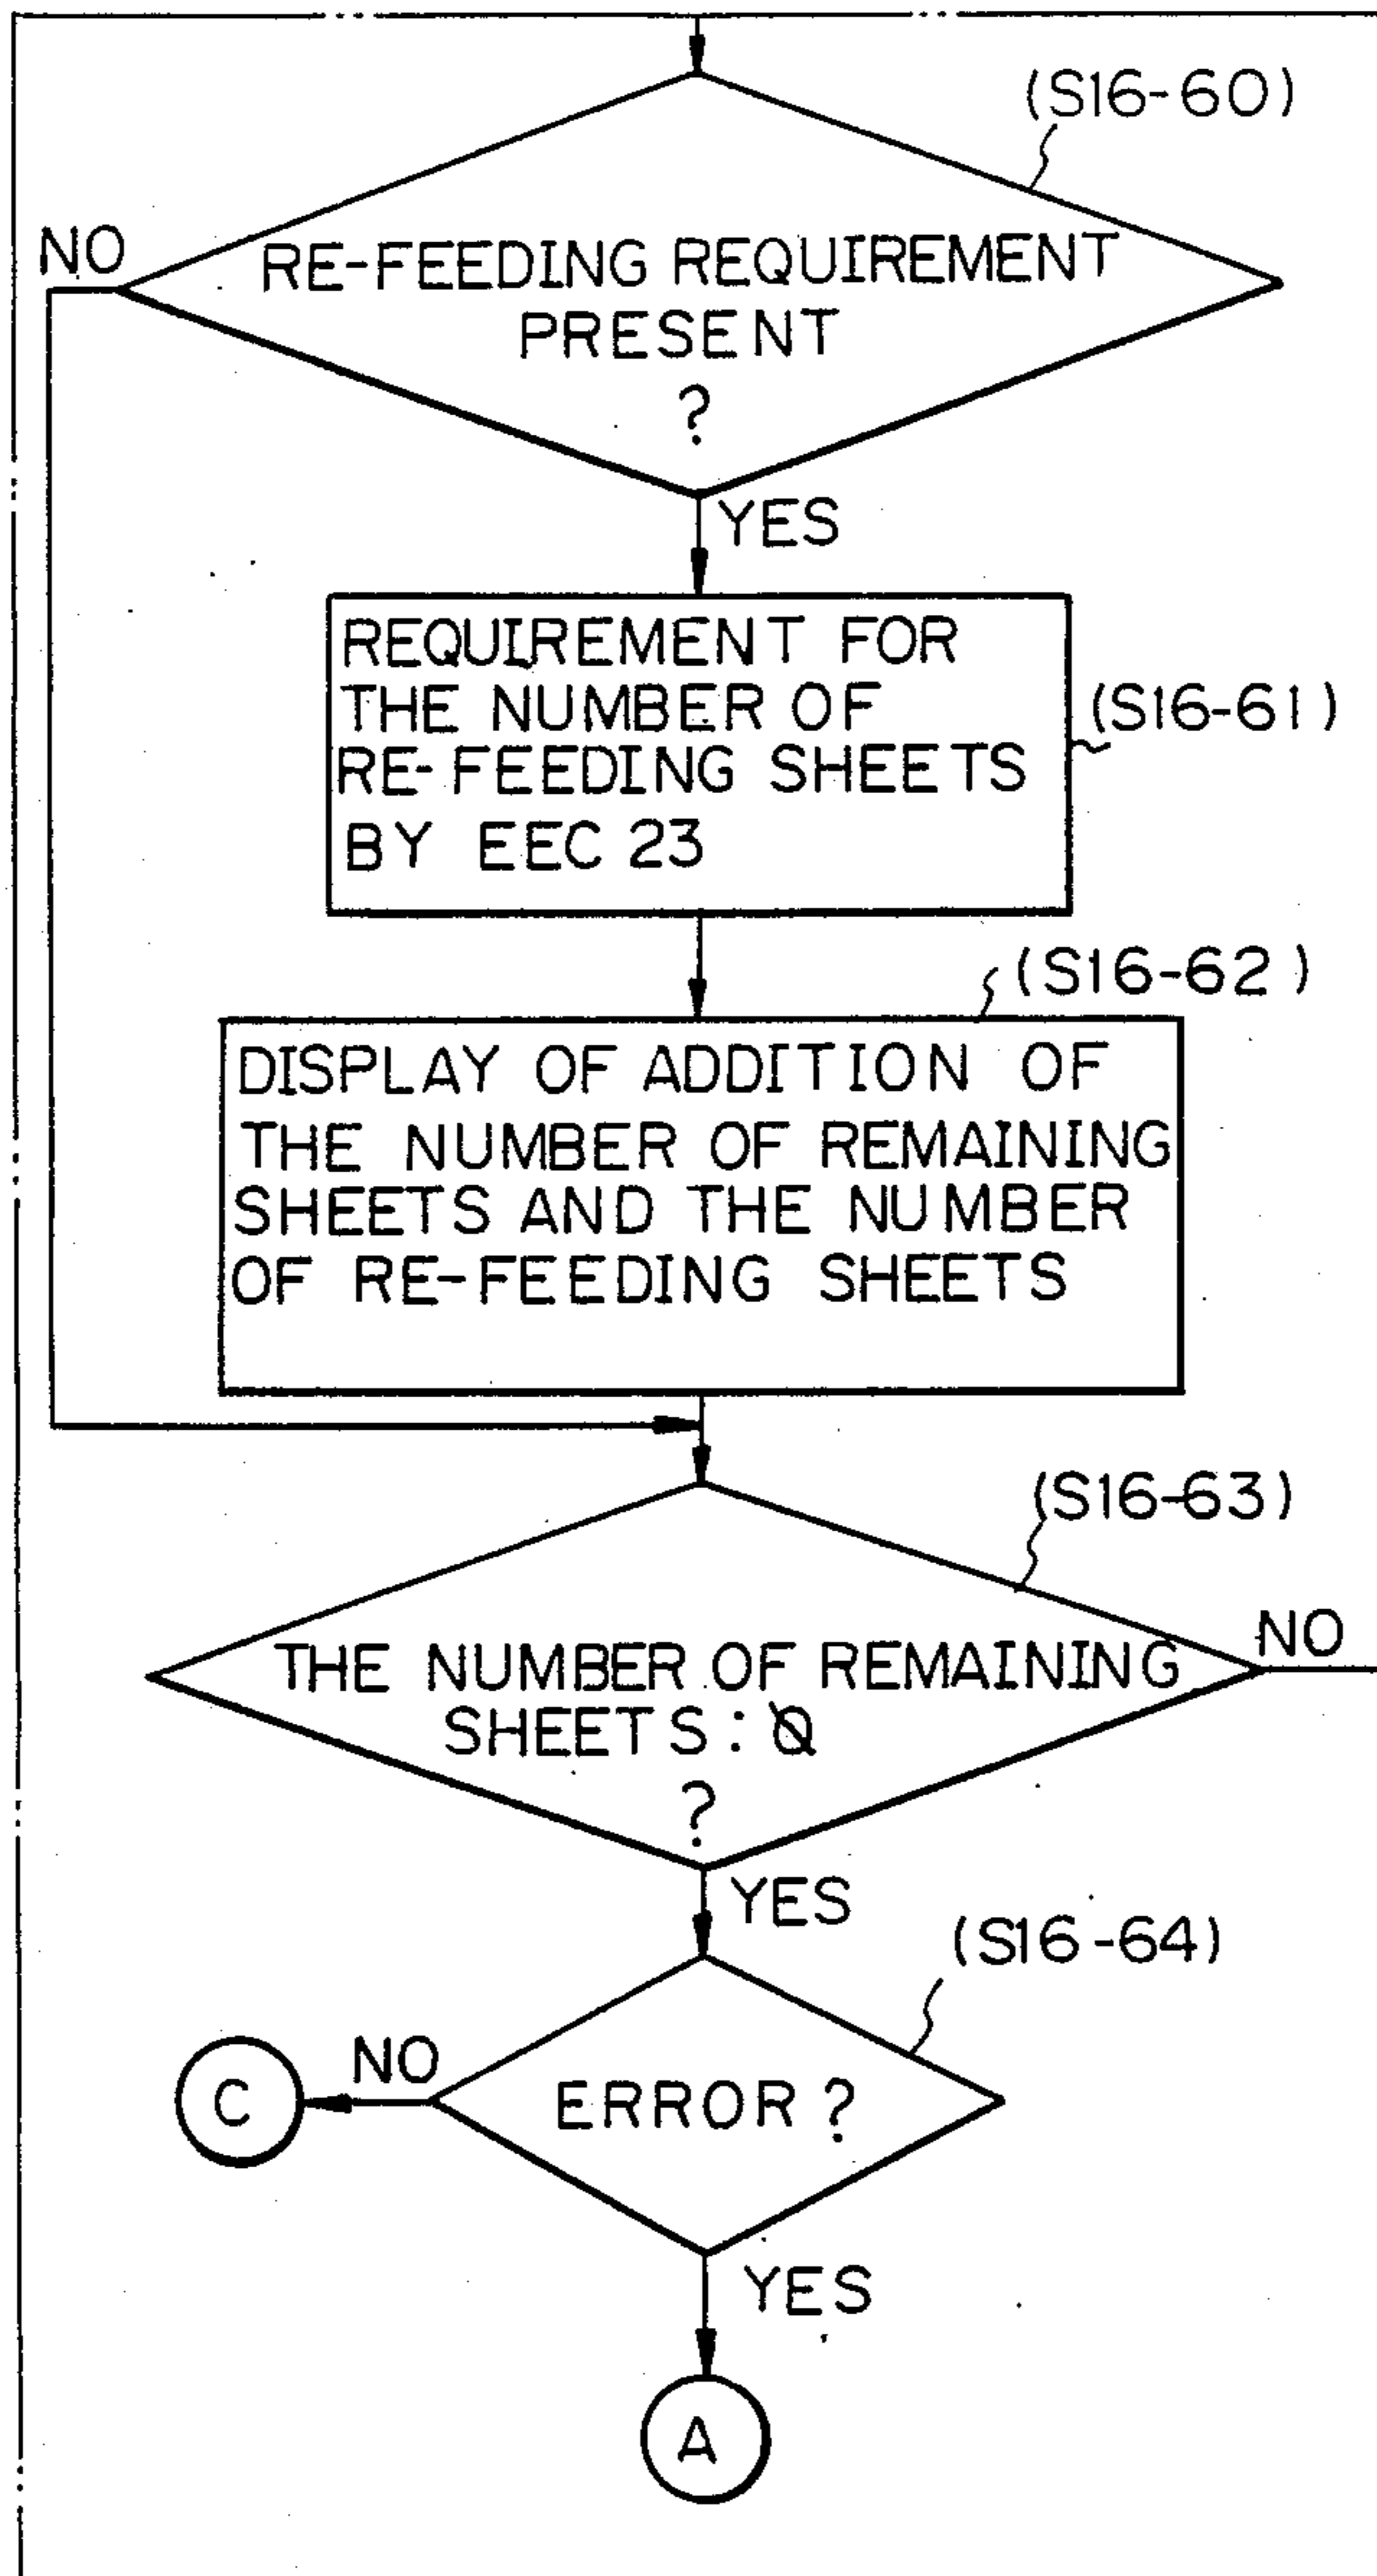 (S16-60)
NO
RE-FEEDING REQUIREMENT
PRESENT
?
YES
REQUIREMENT FOR
THE NUMBER OF
RE-FEEDING SHEETS
BY EEC 23
(S16-61)
(S16-62)
DISPLAY OF ADDITION OF
THE NUMBER OF REMAINING
SHEETS AND THE NUMBER
OF RE-FEEDING SHEETS
(S16-63)
THE NUMBER OF REMAINING
SHEETS : 0
?
NO
YES
(S16-64)
NO
C
ERROR ?
YES
A